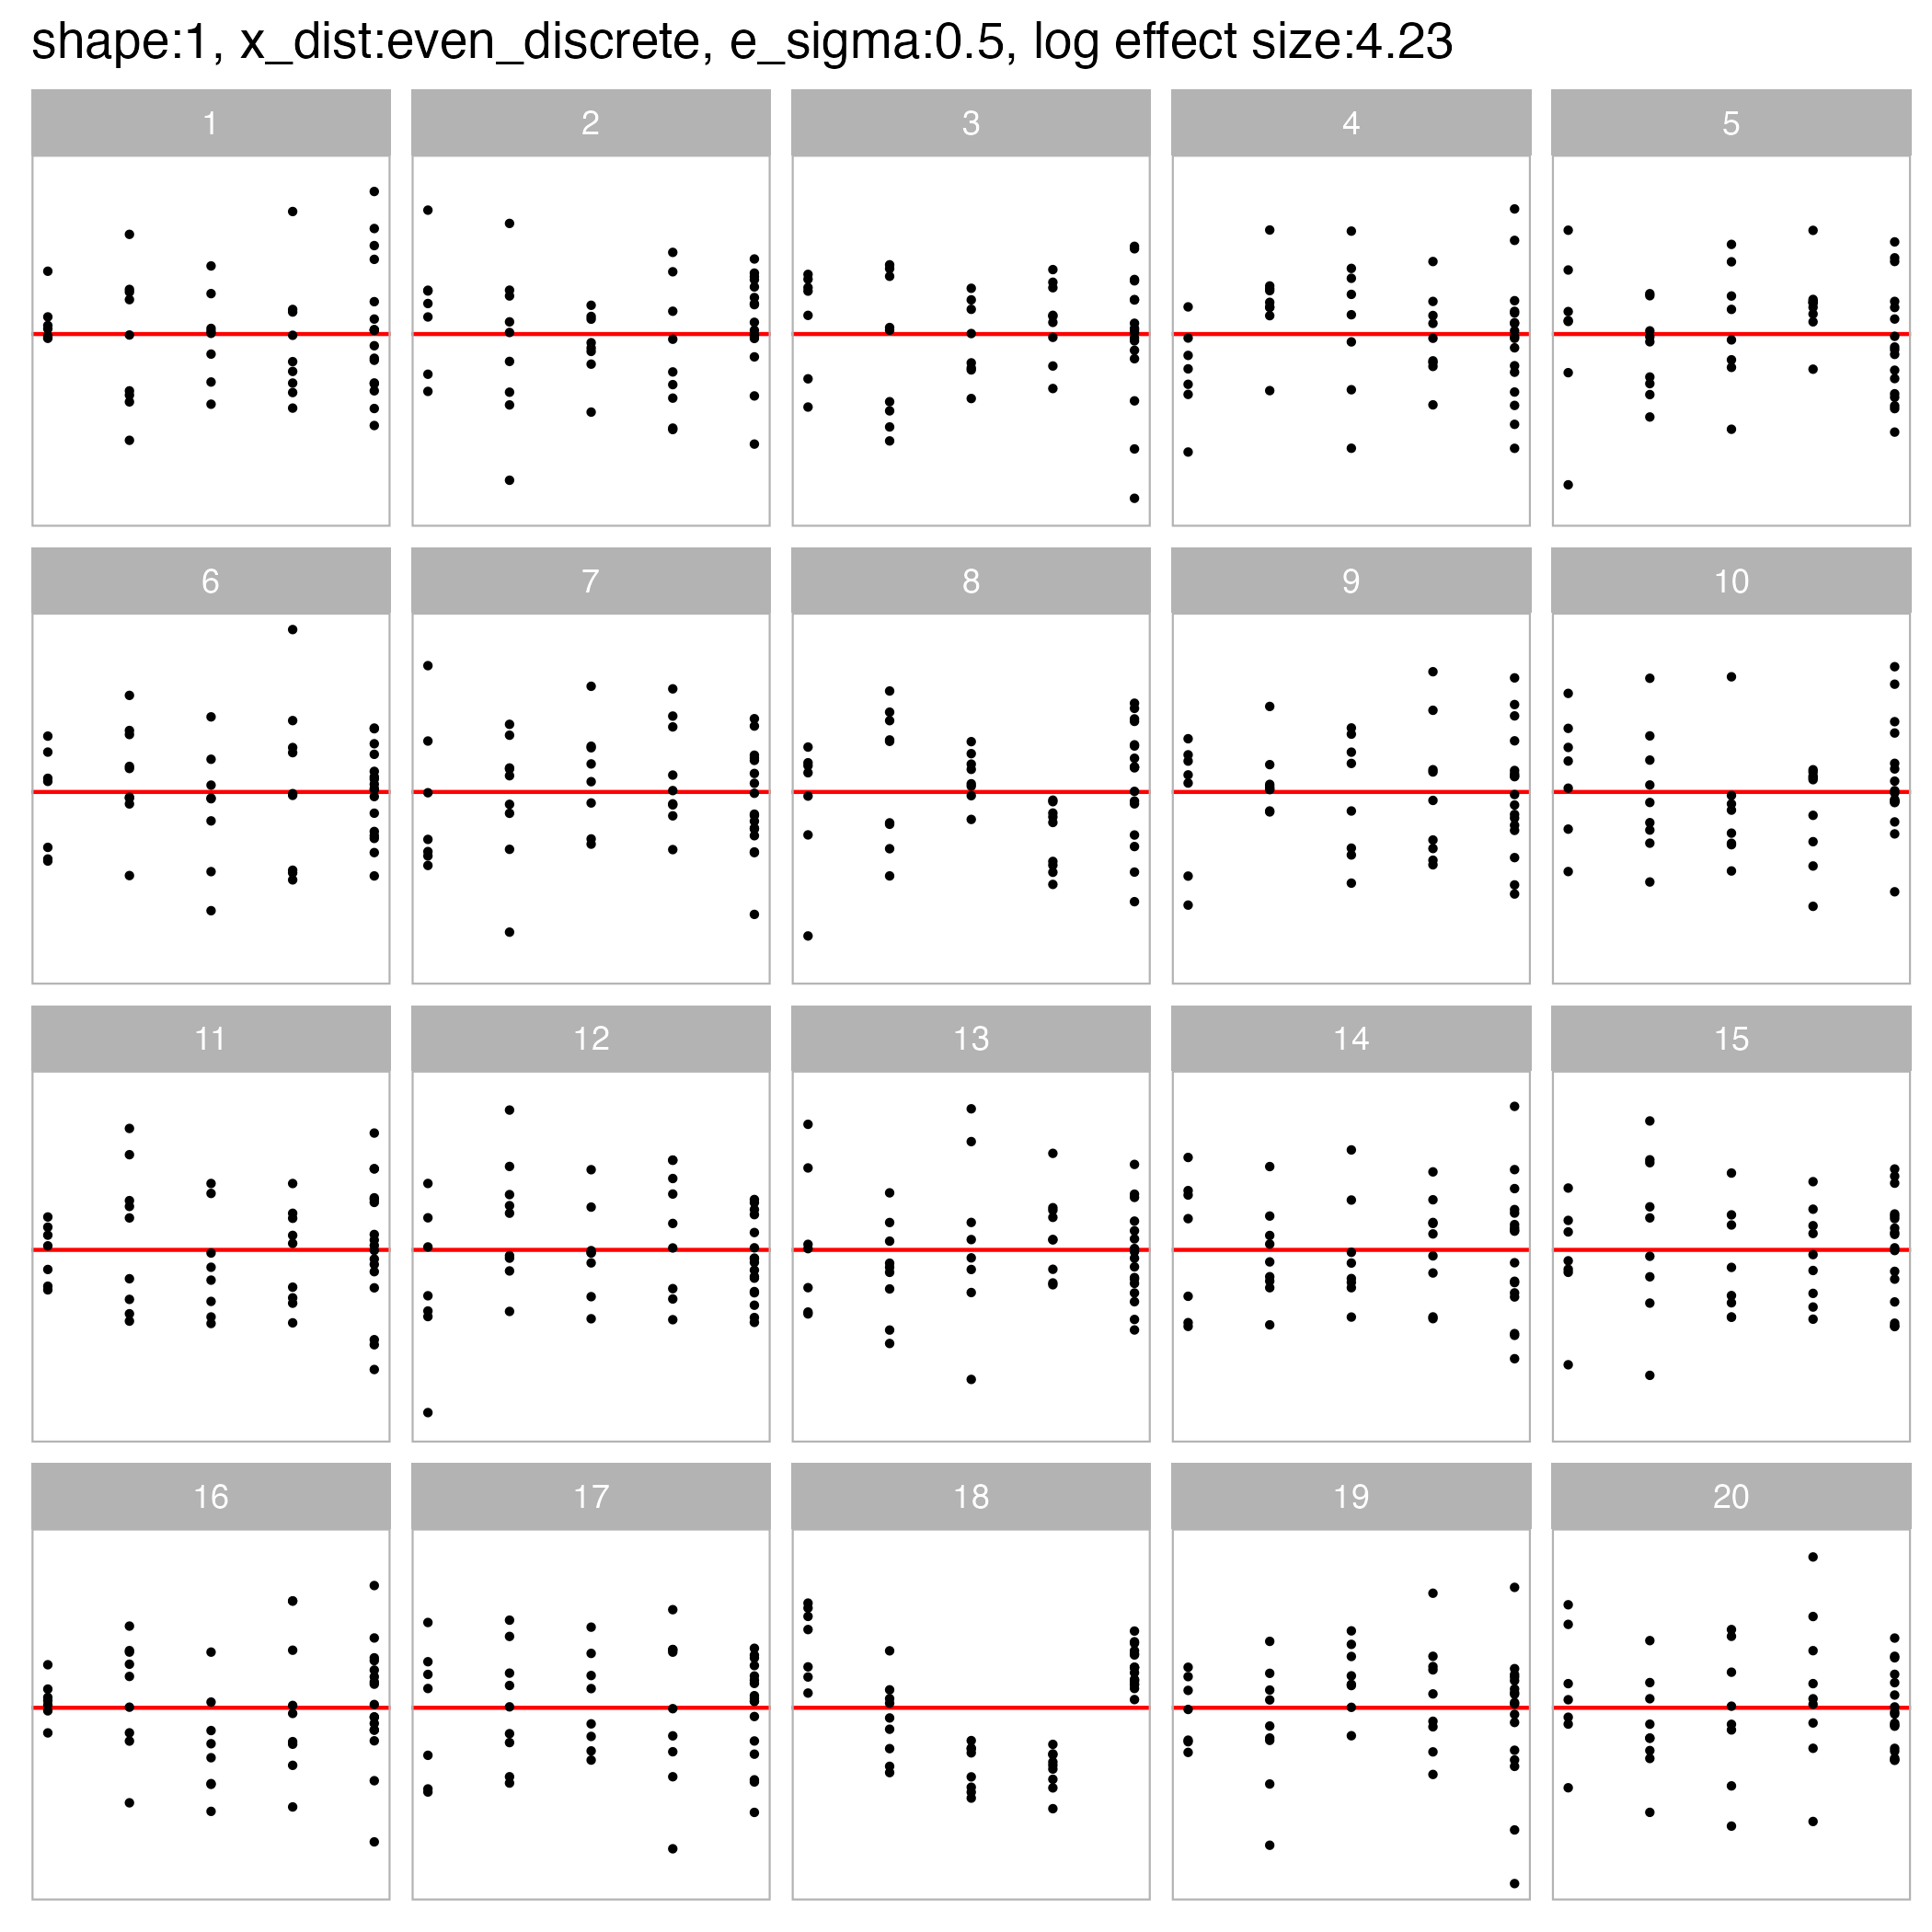 shape:1, x_dist:even_discrete, e_sigma:0.5, log effect size:4.23
1 2 3 4 5
6 7 8 9 10
11 12 13 14 15
16 17 18 19 20